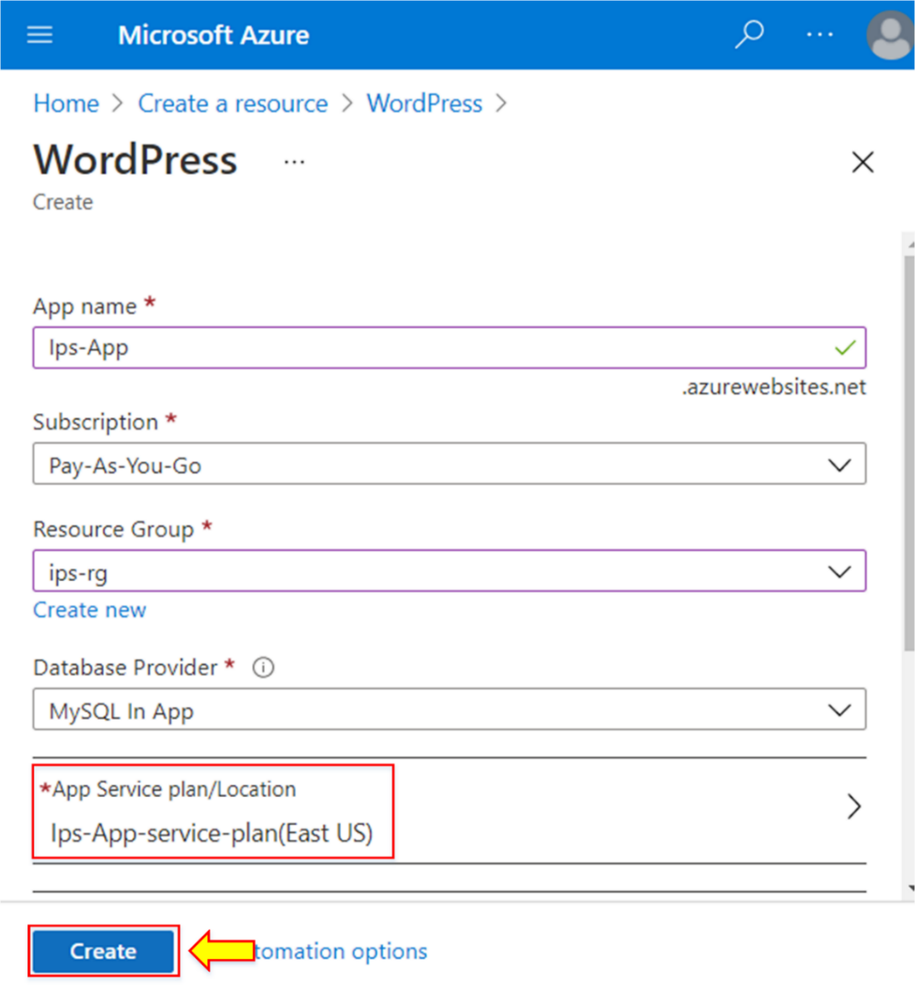 Microsoft Azure
Home > Create a resource > WordPress >
WordPress ...
Create
App name *
Ips-App
.azurewebsites.net
Subscription *
Pay-As-You-Go
Resource Group *
ips-rg
Create new
Database Provider *
MySQL In App
*App Service plan/Location
Ips-App-service-plan(East US)
Create
tomation options